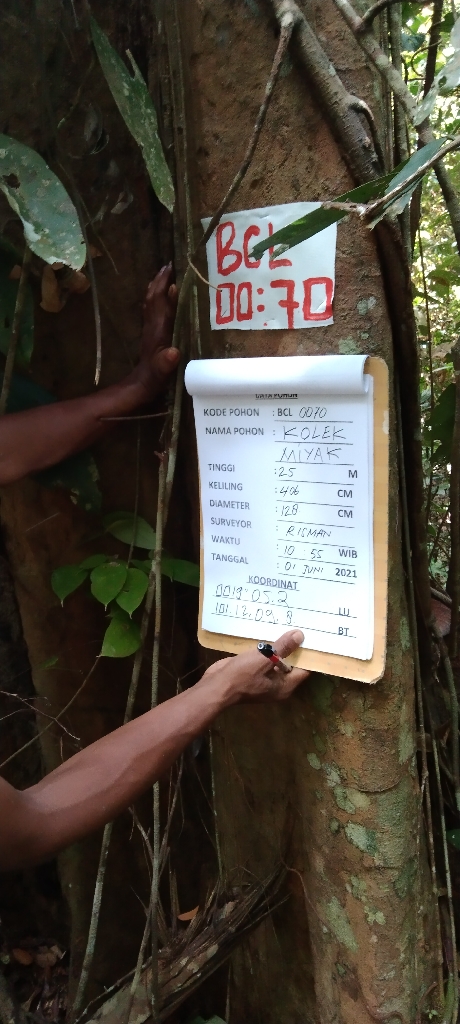 BCL
00:70
DATA POHON
KODE POHON : BCL 0070
NAMA POHON : KOLEK
MIYAK
TINGGI : 25 M
KELILING : 406 CM
DIAMETER : 128 CM
SURVEYOR : RISMAN
WAKTU : 10 : 55 WIB
TANGGAL : 01 JUNI 2021
KOORDINAT
0018° 05.2 LU
101.12.09.8 BT